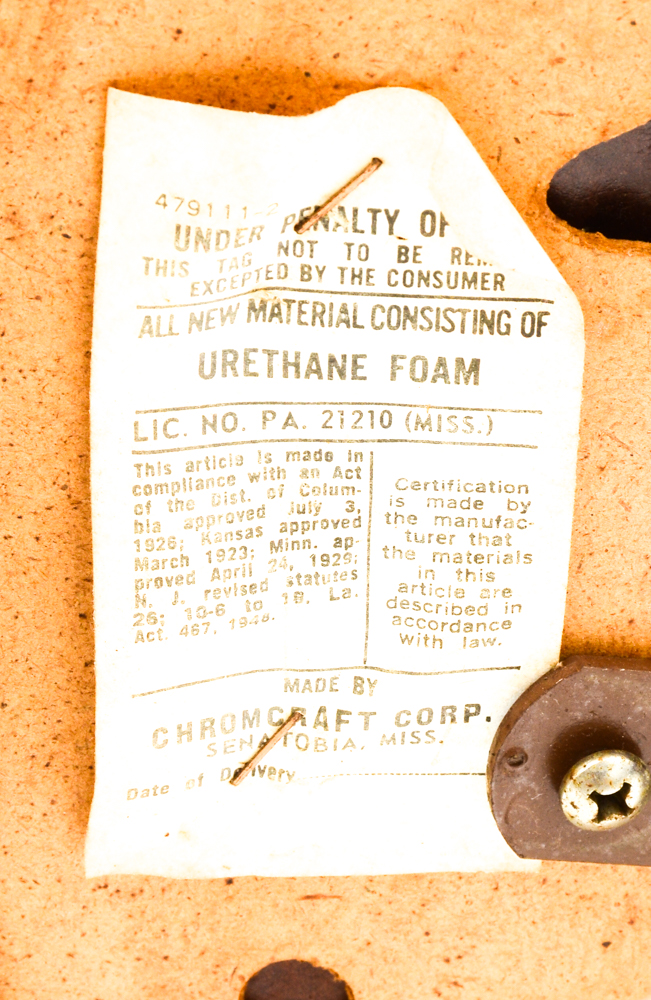 479111-2
UNDER PENALTY OF
THIS TAG NOT TO BE REM
EXCEPTED BY THE CONSUMER
ALL NEW MATERIAL CONSISTING OF
URETHANE FOAM
LIC. NO. PA. 21210 (MISS.)
This article is made in
compliance with an Act
of the Dist. of Colum-
bia approved July 3,
1926; Kansas approved
March 1923; Minn. ap-
proved April 24, 1929;
N. J. revised statutes
26; 10-6 to 18. La.
Act. 467, 1948.
Certification
is made by
the manufac-
turer that
the materials
in this
article are
described in
accordance
with law.
MADE BY
CHROMCRAFT CORP.
SENATOBIA, MISS.
Date of Delivery